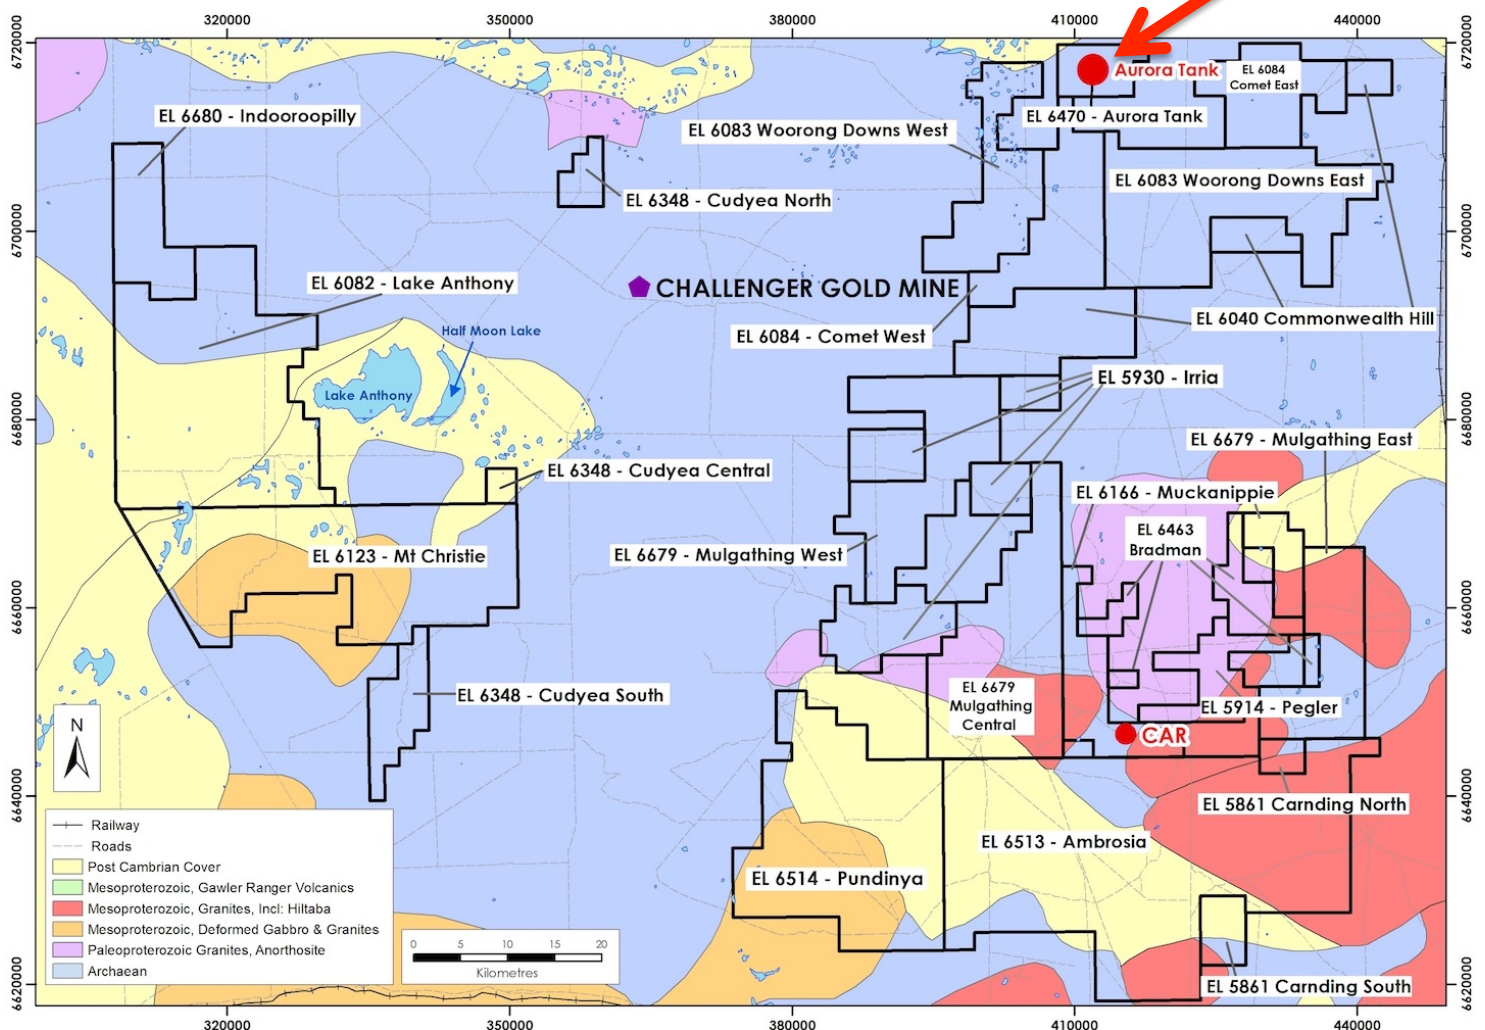 320000 350000 380000 410000 440000
6720000 6720000
Aurora Tank
EL 6084
Comet East
EL 6680 - Indooroopilly
EL 6470 - Aurora Tank
EL 6083 Woorong Downs West
EL 6083 Woorong Downs East
EL 6348 - Cudyea North
6700000 6700000
EL 6082 - Lake Anthony
CHALLENGER GOLD MINE
EL 6040 Commonwealth Hill
Half Moon Lake
EL 6084 - Comet West
EL 5930 - Irria
Lake Anthony
6680000 6680000
EL 6679 - Mulgathing East
EL 6348 - Cudyea Central
EL 6166 - Muckanippie
EL 6463
Bradman
EL 6123 - Mt Christie
EL 6679 - Mulgathing West
6660000 6660000
EL 6348 - Cudyea South
EL 6679
Mulgathing
Central
EL 5914 - Pegler
N
CAR
6640000 6640000
EL 5861 Carnding North
Railway
Roads
Post Cambrian Cover
Mesoproterozoic, Gawler Ranger Volcanics
Mesoproterozoic, Granites, Incl: Hiltaba
Mesoproterozoic, Deformed Gabbro & Granites
Paleoproterozoic Granites, Anorthosite
Archaean
EL 6513 - Ambrosia
EL 6514 - Pundinya
0 5 10 15 20
Kilometres
EL 5861 Carnding South
6620000 6620000
320000 350000 380000 410000 440000